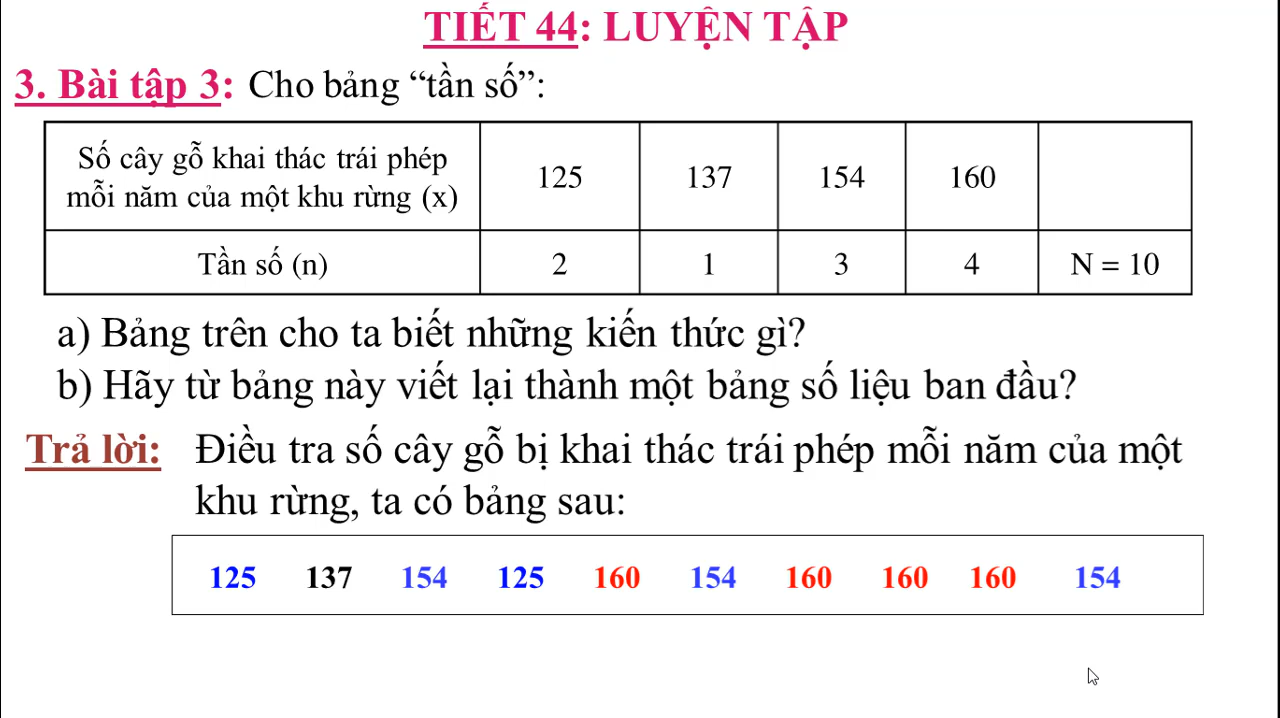 TIẾT 44: LUYỆN TẬP
3. Bài tập 3: Cho bảng “tần số”:
Số cây gỗ khai thác trái phép
mỗi năm của một khu rừng (x)
125 137 154 160
Tần số (n) 2 1 3 4 N = 10
a) Bảng trên cho ta biết những kiến thức gì?
b) Hãy từ bảng này viết lại thành một bảng số liệu ban đầu?
Trả lời: Điều tra số cây gỗ bị khai thác trái phép mỗi năm của một
khu rừng, ta có bảng sau:
125 137 154 125 160 154 160 160 160 154